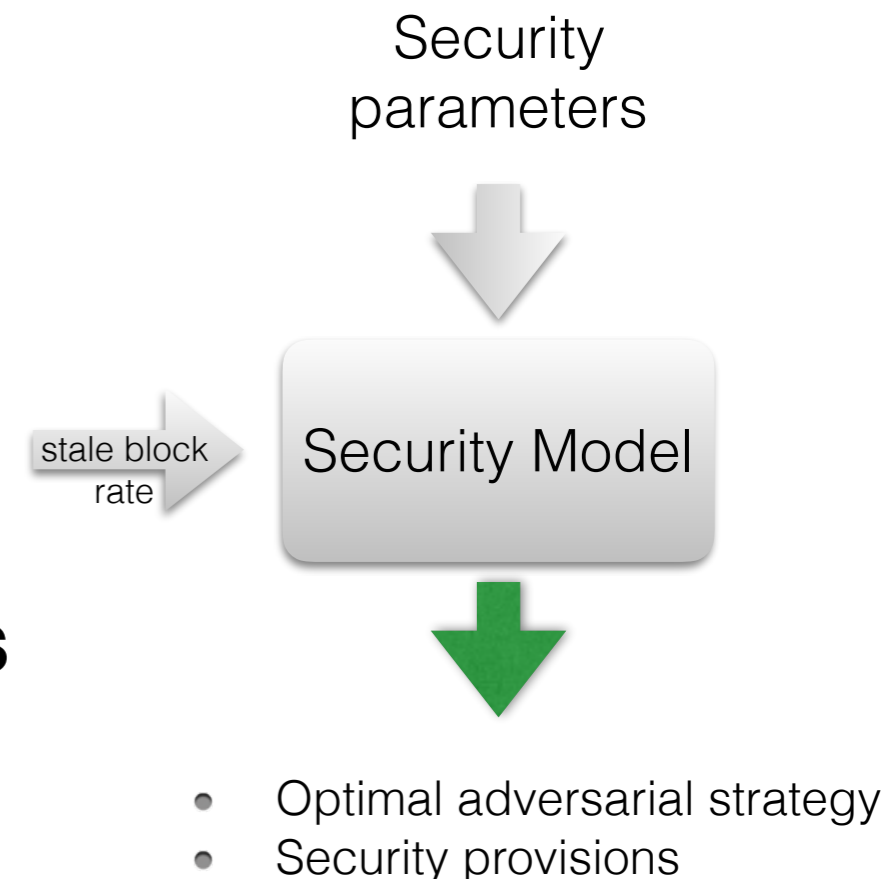 Security
parameters
stale block
rate
Security Model
s
• Optimal adversarial strategy
• Security provisions